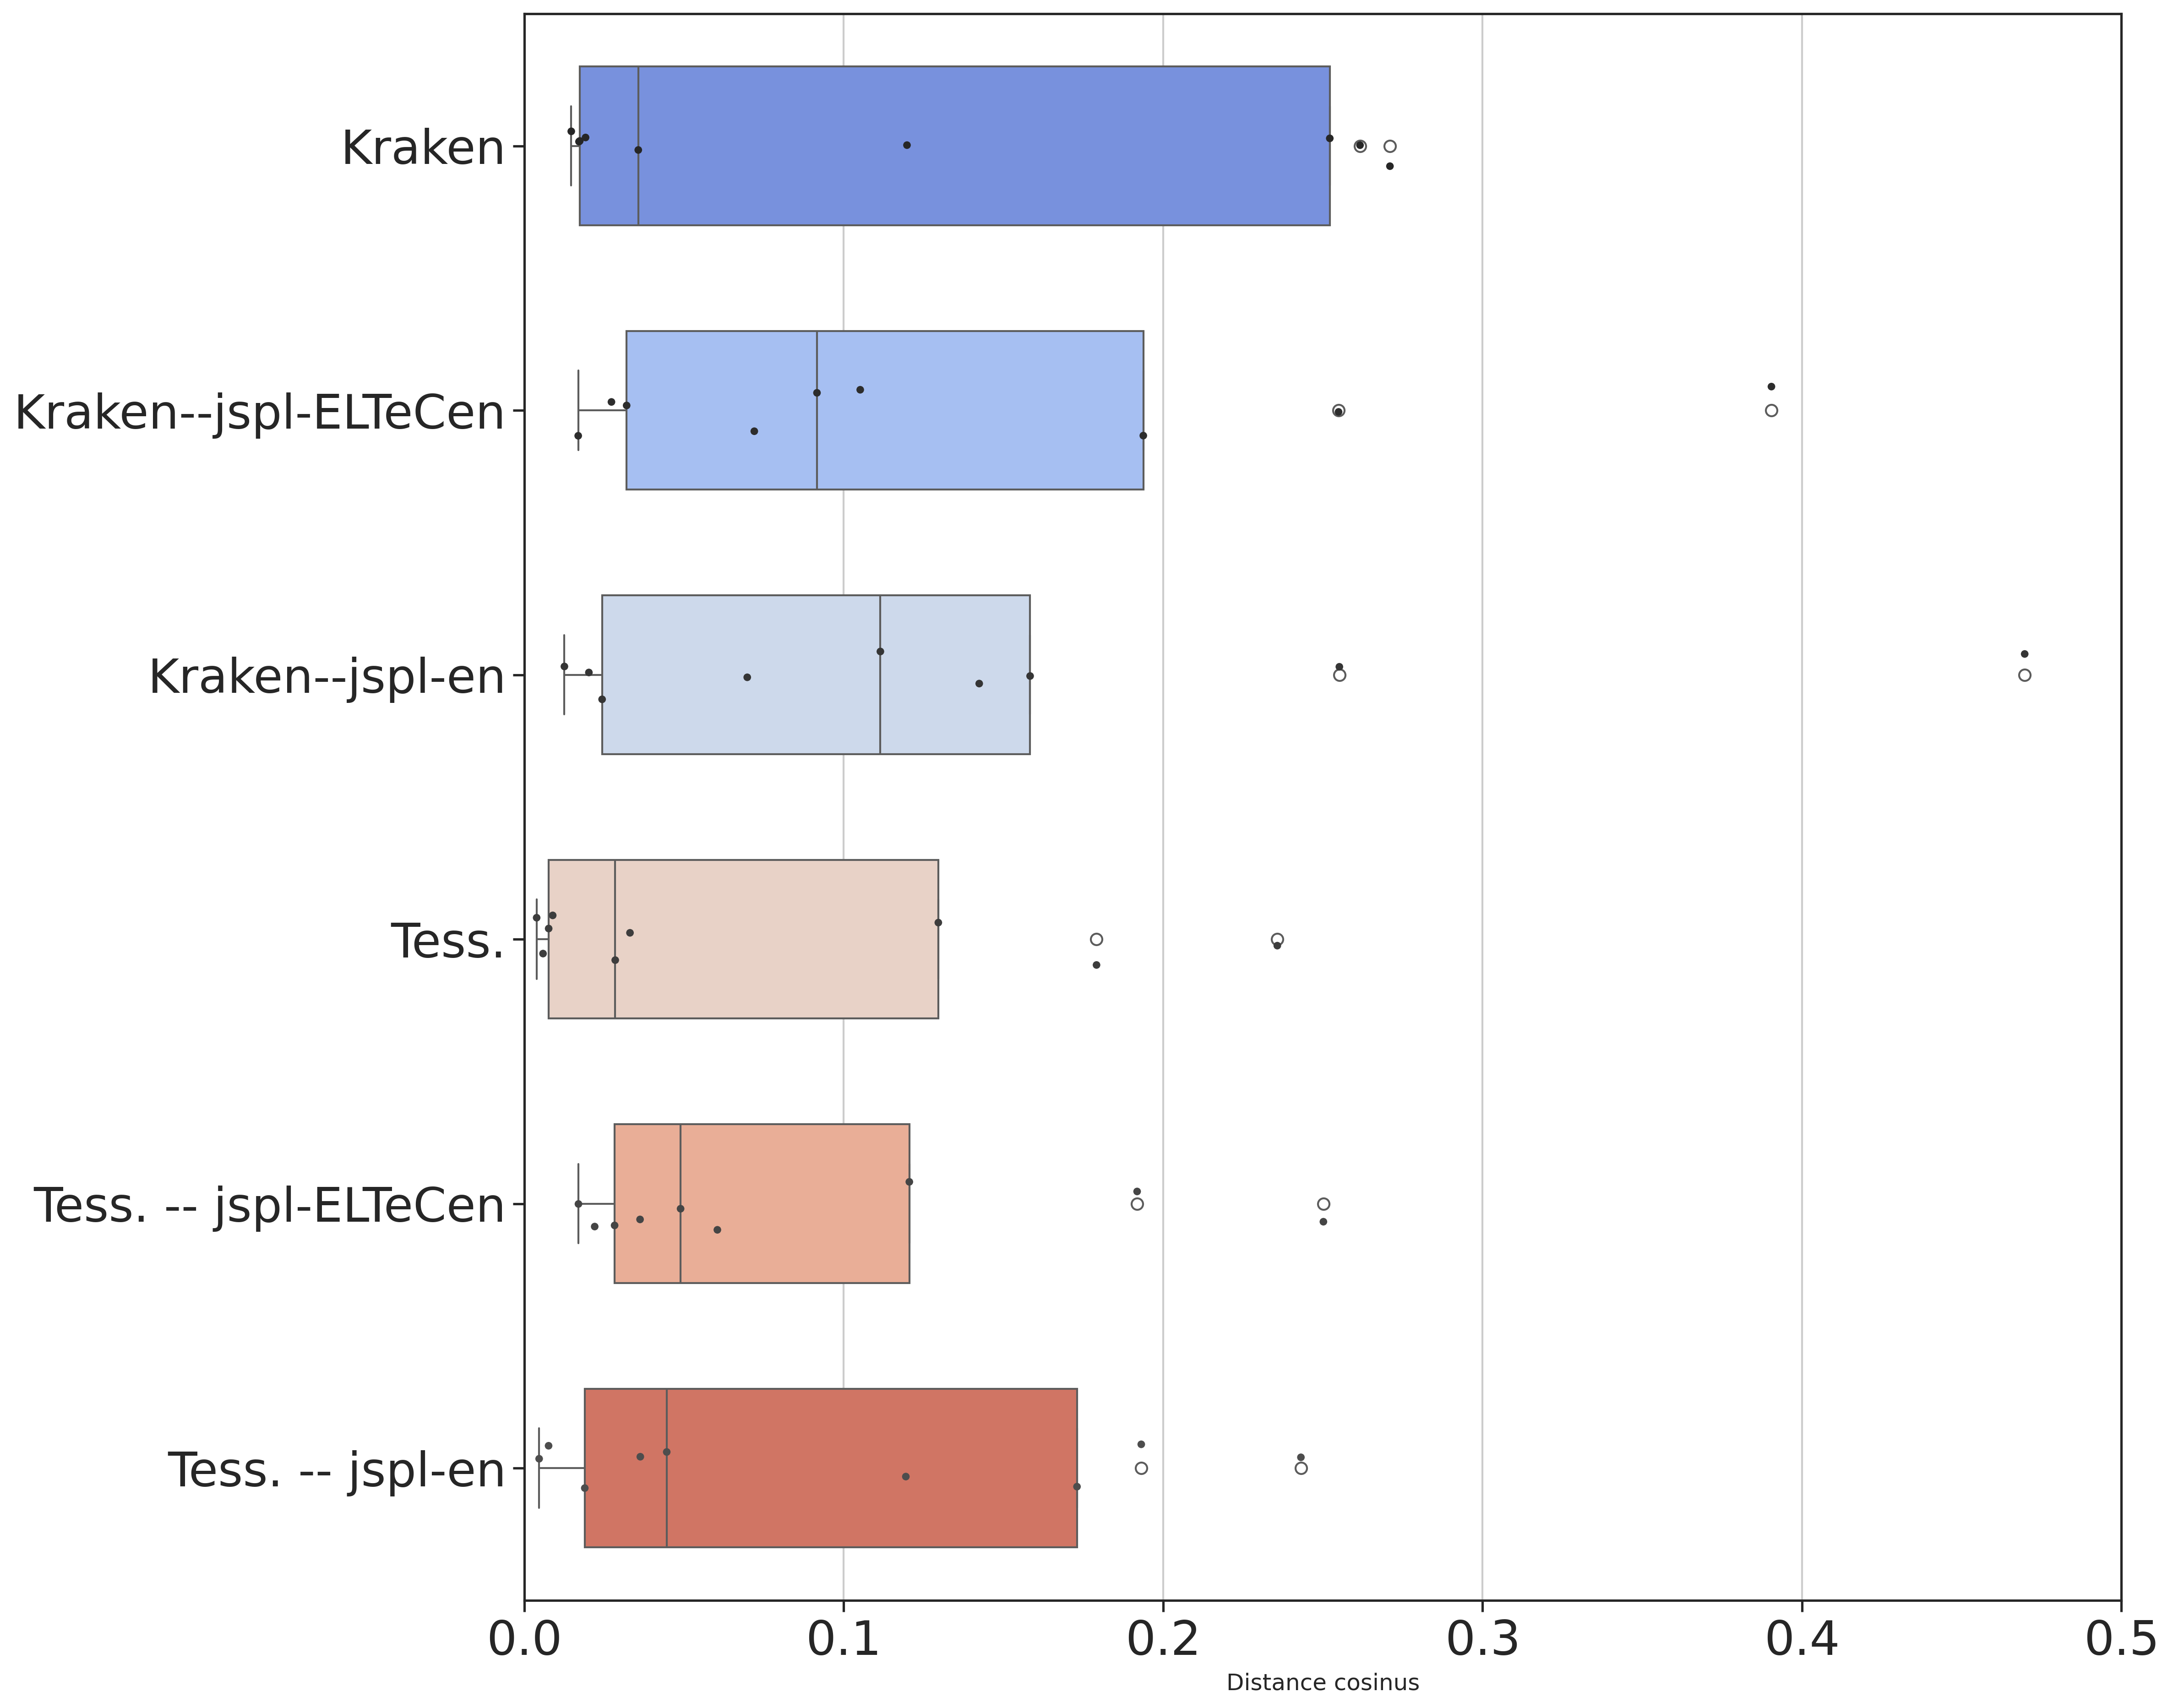 Kraken
Kraken--jspl-ELTeCen
Kraken--jspl-en
Tess.
Tess. -- jspl-ELTeCen
Tess. -- jspl-en
0.0 0.1 0.2 0.3 0.4 0.5
Distance cosinus